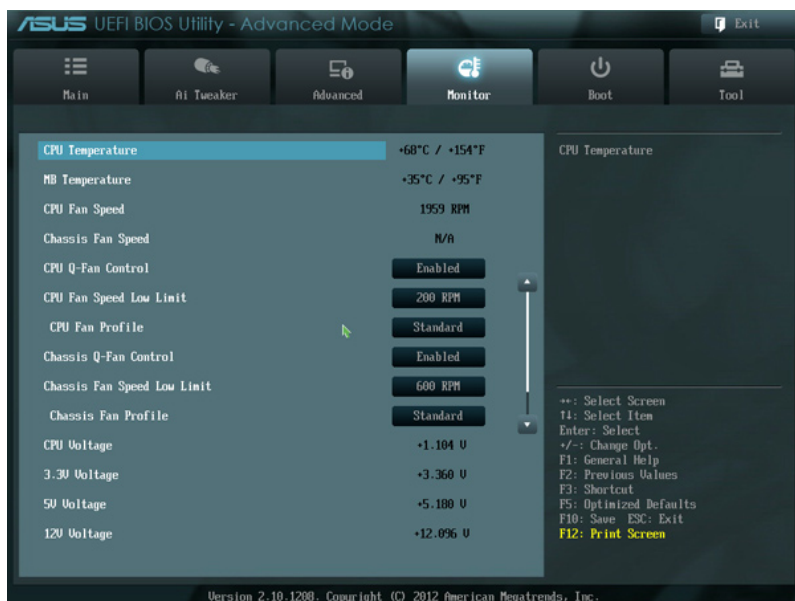 ASUS UEFI BIOS Utility - Advanced Mode
Exit
Main
Ai Tweaker
Advanced
Monitor
Boot
Tool
CPU Temperature +68°C / +154°F
MB Temperature +35°C / +95°F
CPU Fan Speed 1959 RPM
Chassis Fan Speed N/A
CPU Q-Fan Control Enabled
CPU Fan Speed Low Limit 200 RPM
CPU Fan Profile Standard
Chassis Q-Fan Control Enabled
Chassis Fan Speed Low Limit 600 RPM
Chassis Fan Profile Standard
CPU Voltage +1.104 V
3.3V Voltage +3.360 V
5V Voltage +5.180 V
12V Voltage +12.096 V
CPU Temperature
→←: Select Screen
↑↓: Select Item
Enter: Select
+/-: Change Opt.
F1: General Help
F2: Previous Values
F3: Shortcut
F5: Optimized Defaults
F10: Save ESC: Exit
F12: Print Screen
Version 2.10.1208. Copyright (C) 2012 American Megatrends, Inc.